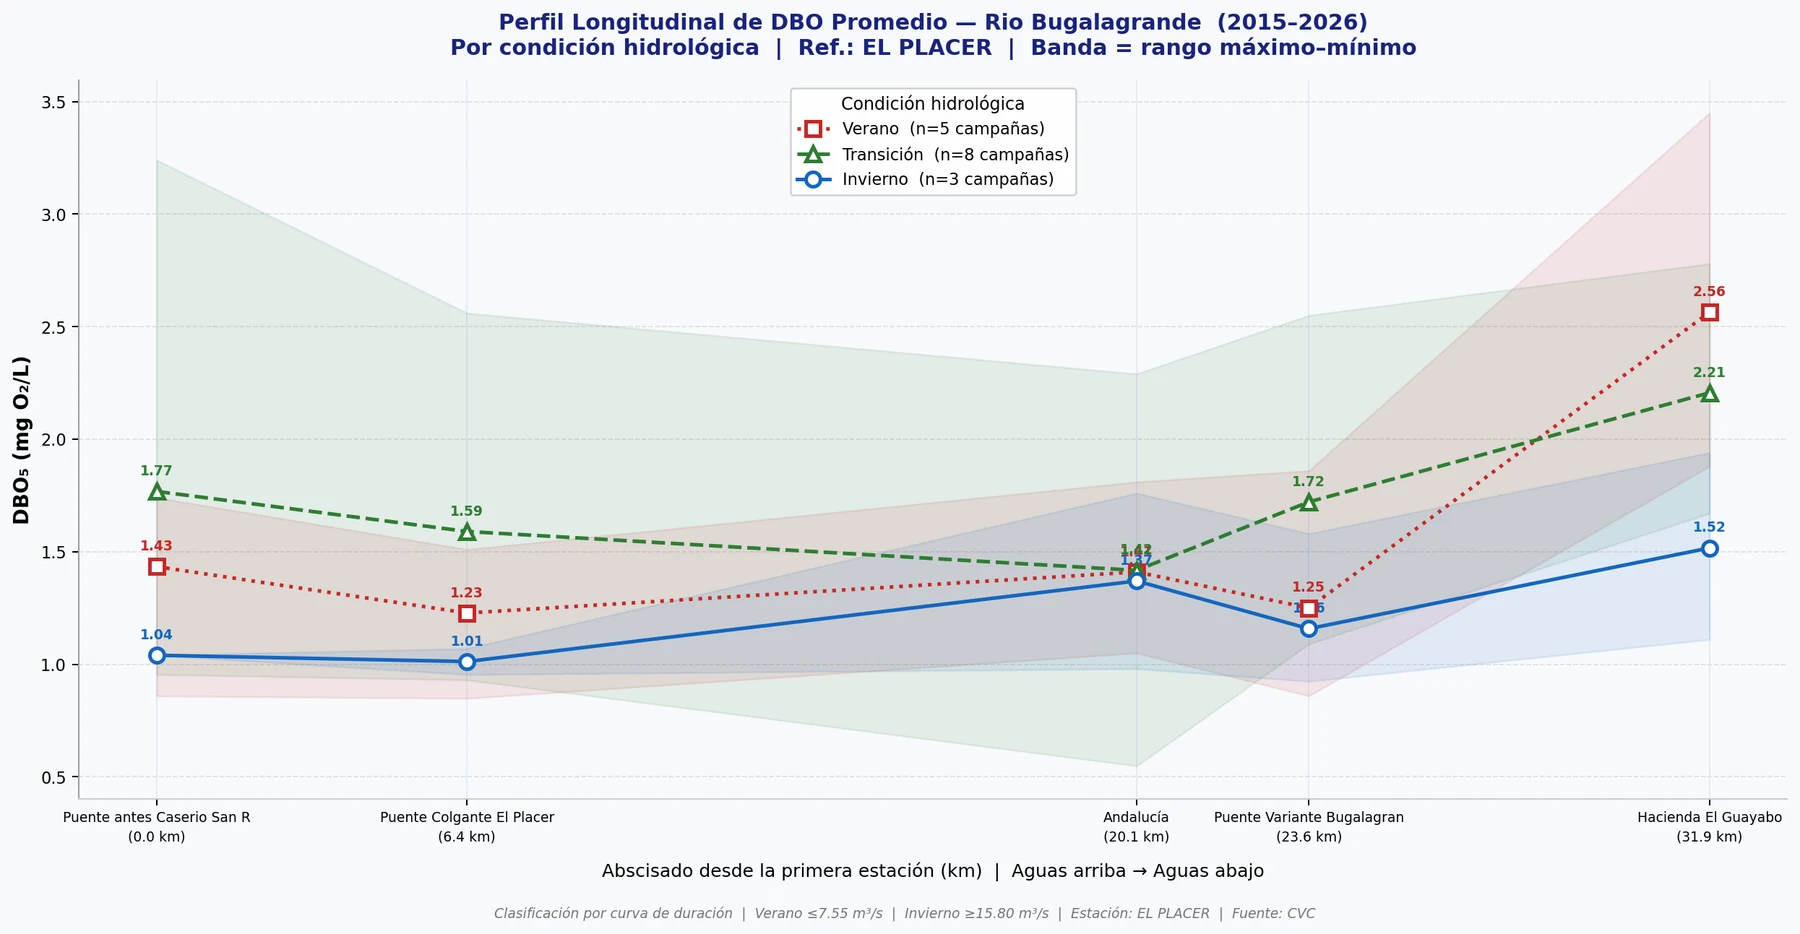 Perfil Longitudinal de DBO Promedio — Rio Bugalagrande  (2015–2026)
Por condición hidrológica  |  Ref.: EL PLACER  |  Banda = rango máximo–mínimo
Condición hidrológica
Verano  (n=5 campañas)
Transición  (n=8 campañas)
Invierno  (n=3 campañas)
DBO₅ (mg O₂/L)
3.5
3.0
2.5
2.0
1.5
1.0
0.5
1.77
1.43
1.04
1.59
1.23
1.01
1.42
1.37
1.72
1.25
2.56
2.21
1.52
Puente antes Caserio San R
(0.0 km)
Puente Colgante El Placer
(6.4 km)
Andalucía
(20.1 km)
Puente Variante Bugalagran
(23.6 km)
Hacienda El Guayabo
(31.9 km)
Abscisado desde la primera estación (km)  |  Aguas arriba → Aguas abajo
Clasificación por curva de duración  |  Verano ≤7.55 m³/s  |  Invierno ≥15.80 m³/s  |  Estación: EL PLACER  |  Fuente: CVC